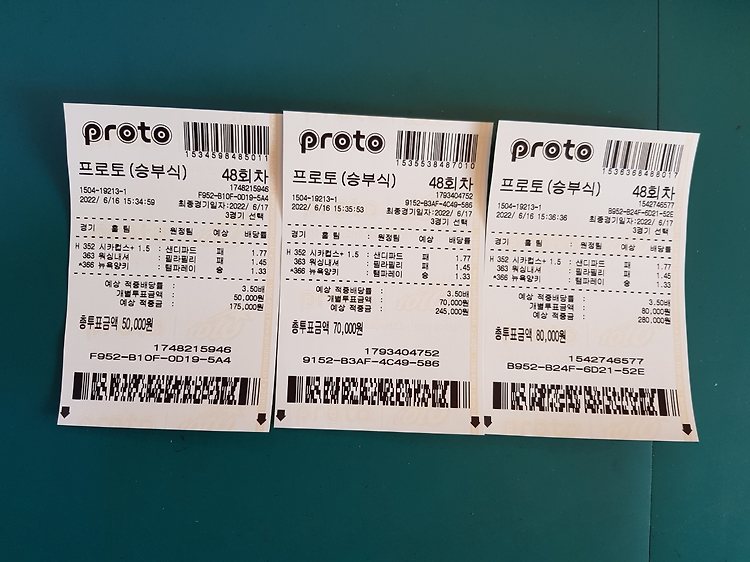 proto
1534598485011
프로토(승부식) 48회차
1504-19213-1 1748215946
F952-B10F-0D19-5A4
2022/ 6/16 15:34:59 최종경기일자:2022/ 6/17
3경기 선택
경기 홈팀 : 원정팀 예상 배당률
H 352 시카컵스+ 1.5 : 샌디파드 패 1.77
363 워싱내셔 : 필라필리 패 1.45
*366 뉴욕양키 : 탬파레이 승 1.33
예상 적중배당률 : 3.50배
개별투표금액 : 50,000원
예상 적중금 : 175,000원
총투표금액 50,000원
1748215946
F952-B10F-0D19-5A4
proto
1535538487010
프로토(승부식) 48회차
1504-19213-1 1793404752
9152-B3AF-4C49-586
2022/ 6/16 15:35:53 최종경기일자:2022/ 6/17
3경기 선택
경기 홈팀 : 원정팀 예상 배당률
H 352 시카컵스+ 1.5 : 샌디파드 패 1.77
363 워싱내셔 : 필라필리 패 1.45
*366 뉴욕양키 : 탬파레이 승 1.33
예상 적중배당률 : 3.50배
개별투표금액 : 70,000원
예상 적중금 : 245,000원
총투표금액 70,000원
1793404752
9152-B3AF-4C49-586
proto
1536368488017
프로토(승부식) 48회차
1504-19213-1 1542746577
B952-B24F-6D21-52E
2022/ 6/16 15:36:36 최종경기일자:2022/ 6/17
3경기 선택
경기 홈팀 : 원정팀 예상 배당률
H 352 시카컵스+ 1.5 : 샌디파드 패 1.77
363 워싱내셔 : 필라필리 패 1.45
*366 뉴욕양키 : 탬파레이 승 1.33
예상 적중배당률 : 3.50배
개별투표금액 : 80,000원
예상 적중금 : 280,000원
총투표금액 80,000원
1542746577
B952-B24F-6D21-52E